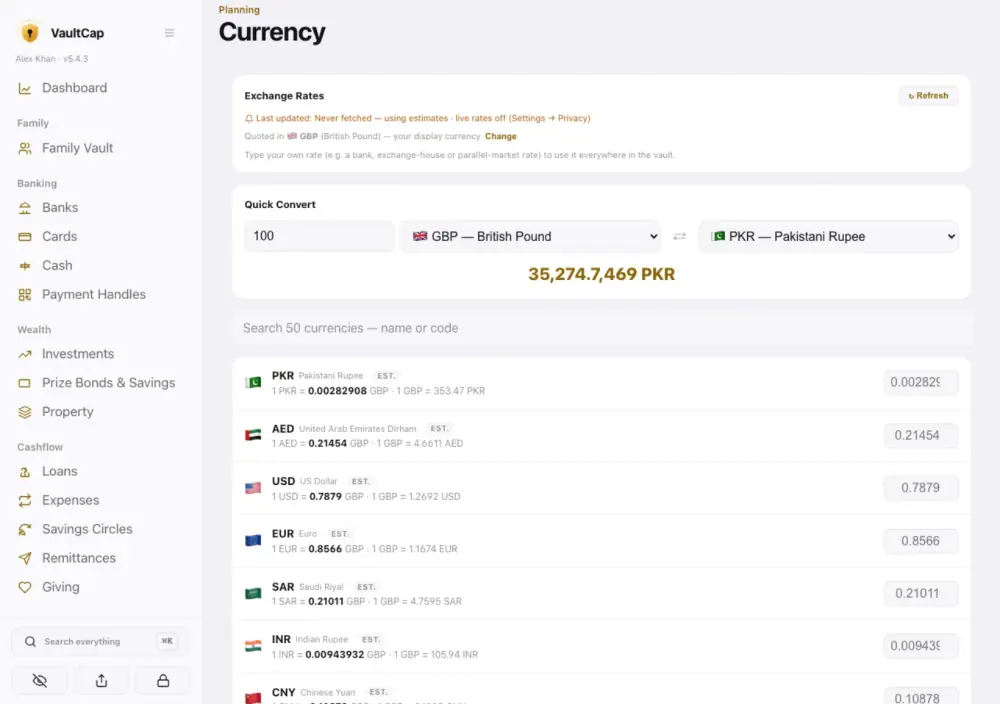 VaultCap
Alex Khan · v5.4.3
Dashboard
Family
Family Vault
Banking
Banks
Cards
Cash
Payment Handles
Wealth
Investments
Prize Bonds & Savings
Property
Cashflow
Loans
Expenses
Savings Circles
Remittances
Giving
Search everything ⌘K
Planning
Currency
Exchange Rates
↻ Refresh
Last updated: Never fetched — using estimates · live rates off (Settings → Privacy)
Quoted in 🇬🇧 GBP (British Pound) — your display currency Change
Type your own rate (e.g. a bank, exchange-house or parallel-market rate) to use it everywhere in the vault.
Quick Convert
100 🇬🇧 GBP — British Pound ⇄ 🇵🇰 PKR — Pakistani Rupee
35,274.7,469 PKR
Search 50 currencies — name or code
PKR Pakistani Rupee EST.
1 PKR = 0.00282908 GBP · 1 GBP = 353.47 PKR
0.002829
AED United Arab Emirates Dirham EST.
1 AED = 0.21454 GBP · 1 GBP = 4.6611 AED
0.21454
USD US Dollar EST.
1 USD = 0.7879 GBP · 1 GBP = 1.2692 USD
0.7879
EUR Euro EST.
1 EUR = 0.8566 GBP · 1 GBP = 1.1674 EUR
0.8566
SAR Saudi Riyal EST.
1 SAR = 0.21011 GBP · 1 GBP = 4.7595 SAR
0.21011
INR Indian Rupee EST.
1 INR = 0.00943932 GBP · 1 GBP = 105.94 INR
0.009439
CNY Chinese Yuan EST.
0.10878